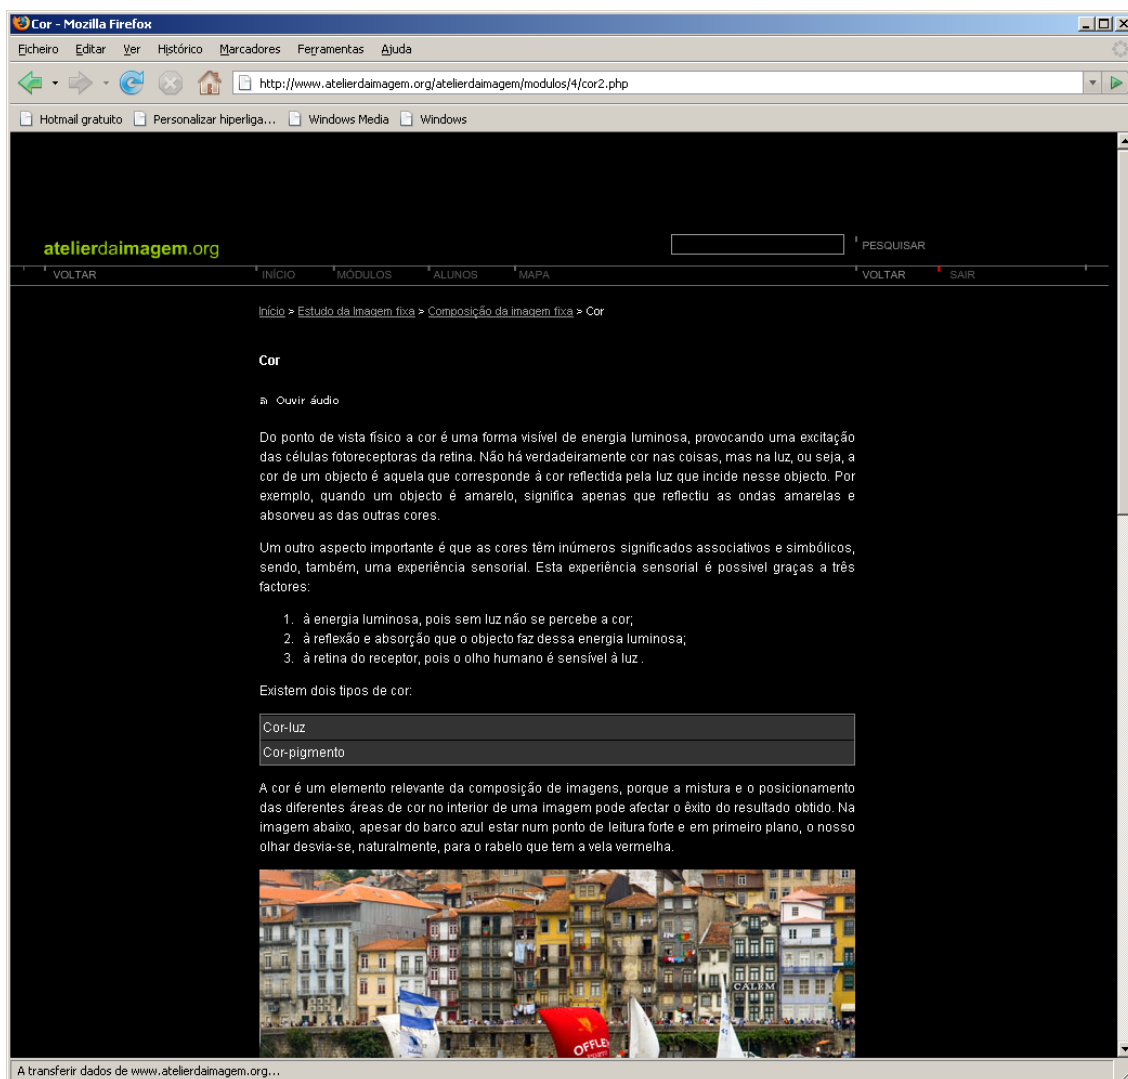 Cor - Mozilla Firefox
Ficheiro Editar Ver Histórico Marcadores Ferramentas Ajuda
http://www.atelierdaimagem.org/atelierdaimagem/modulos/4/cor2.php
Hotmail gratuito Personalizar hiperliga... Windows Media Windows
atelierdaimagem.org
PESQUISAR
VOLTAR INÍCIO MÓDULOS ALUNOS MAPA VOLTAR SAIR
Início > Estudo da Imagem fixa > Composição da imagem fixa > Cor
Cor
Ouvir áudio
Do ponto de vista físico a cor é uma forma visível de energia luminosa, provocando uma excitação
das células fotoreceptoras da retina. Não há verdadeiramente cor nas coisas, mas na luz, ou seja, a
cor de um objecto é aquela que corresponde à cor reflectida pela luz que incide nesse objecto. Por
exemplo, quando um objecto é amarelo, significa apenas que reflectiu as ondas amarelas e
absorveu as das outras cores.
Um outro aspecto importante é que as cores têm inúmeros significados associativos e simbólicos,
sendo, também, uma experiência sensorial. Esta experiência sensorial é possivel graças a três
factores:
1. à energia luminosa, pois sem luz não se percebe a cor;
2. à reflexão e absorção que o objecto faz dessa energia luminosa;
3. à retina do receptor, pois o olho humano é sensível à luz .
Existem dois tipos de cor:
Cor-luz
Cor-pigmento
A cor é um elemento relevante da composição de imagens, porque a mistura e o posicionamento
das diferentes áreas de cor no interior de uma imagem pode afectar o êxito do resultado obtido. Na
imagem abaixo, apesar do barco azul estar num ponto de leitura forte e em primeiro plano, o nosso
olhar desvia-se, naturalmente, para o rabelo que tem a vela vermelha.
CALEM
OFFLEY
A transferir dados de www.atelierdaimagem.org...